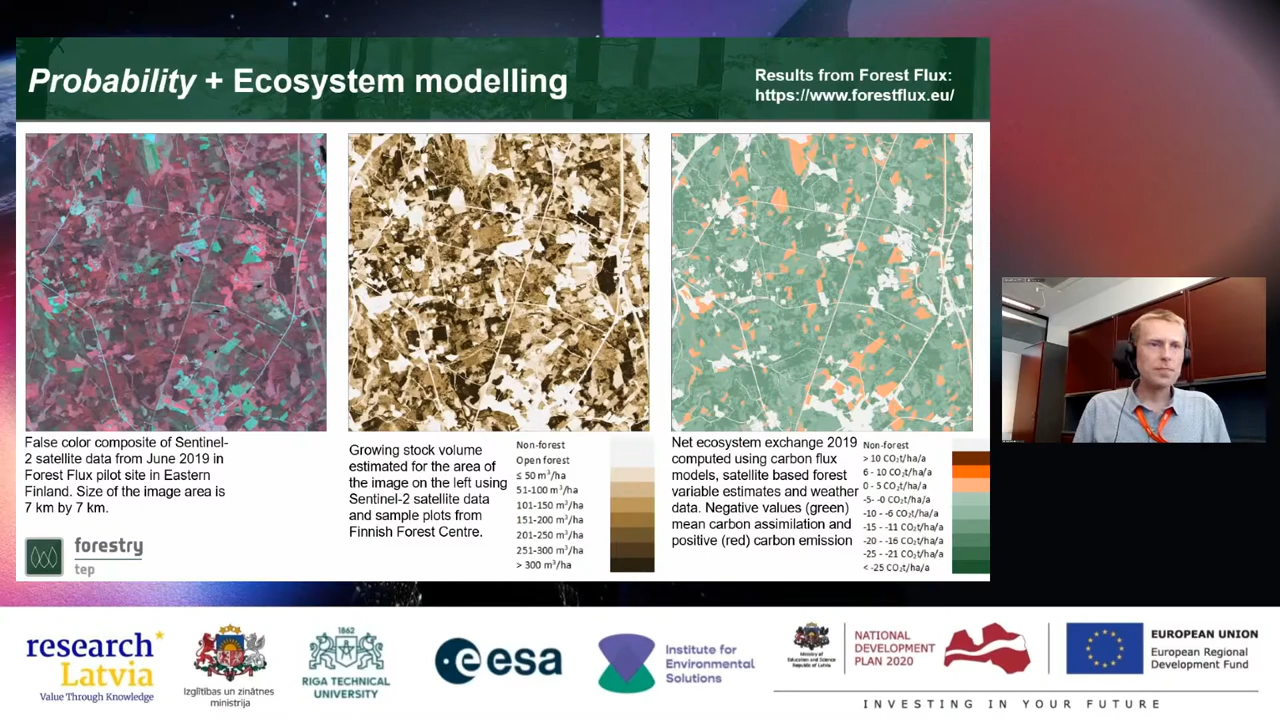 Probability + Ecosystem modelling
Results from Forest Flux:
https://www.forestflux.eu/
False color composite of Sentinel-
2 satellite data from June 2019 in
Forest Flux pilot site in Eastern
Finland. Size of the image area is
7 km by 7 km.
forestry
tep
Growing stock volume
estimated for the area of
the image on the left using
Sentinel-2 satellite data
and sample plots from
Finnish Forest Centre.
Non-forest
Open forest
≤ 50 m³/ha
51-100 m³/ha
101-150 m³/ha
151-200 m³/ha
201-250 m³/ha
251-300 m³/ha
> 300 m³/ha
Net ecosystem exchange 2019
computed using carbon flux
models, satellite based forest
variable estimates and weather
data. Negative values (green)
mean carbon assimilation and
positive (red) carbon emission
Non-forest
> 10 CO₂t/ha/a
6 - 10 CO₂t/ha/a
0 - 5 CO₂t/ha/a
-5- -0 CO₂t/ha/a
-10 - -6 CO₂t/ha/a
-15 - -11 CO₂t/ha/a
-20 - -16 CO₂t/ha/a
-25 - -21 CO₂t/ha/a
< -25 CO₂t/ha/a
research
Latvia
Value Through Knowledge
Izglītības un zinātnes
ministrija
1862
RIGA TECHNICAL
UNIVERSITY
esa
Institute for
Environmental
Solutions
Ministry of
Education and Science
Republic of Latvia
NATIONAL
DEVELOPMENT
PLAN 2020
EUROPEAN UNION
European Regional
Development Fund
INVESTING IN YOUR FUTURE